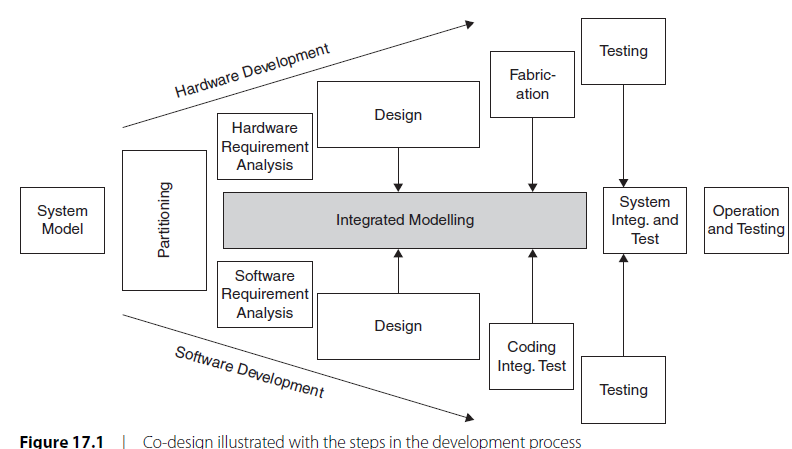 Hardware Development
Testing
Fabric-
ation
Design
Hardware
Requirement
Analysis
System
Model
Partitioning
Integrated Modelling
System
Integ. and
Test
Operation
and Testing
Software
Requirement
Analysis
Design
Coding
Integ. Test
Testing
Software Development
Figure 17.1 | Co-design illustrated with the steps in the development process